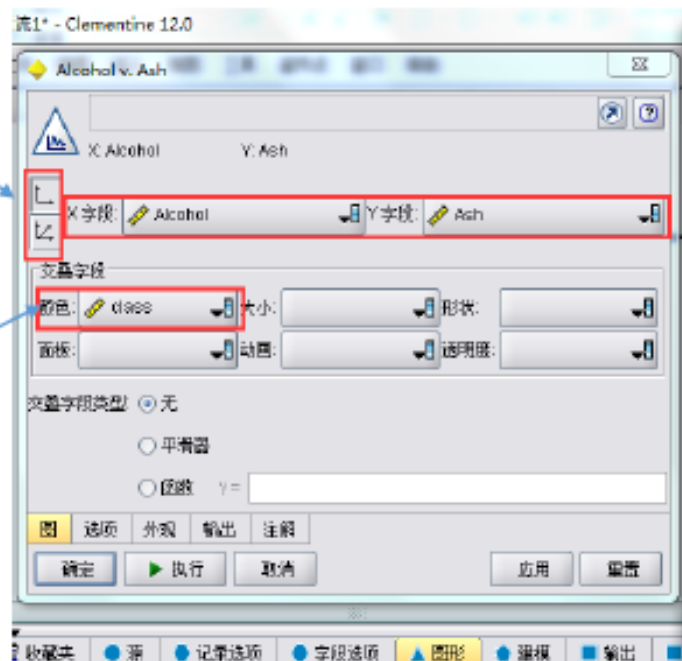 流1* - Clementine 12.0
Alcohol v. Ash
X: Alcohol Y: Ash
X字段: Alcohol Y字段: Ash
交叠字段
颜色: class 大小: 形状:
面板: 动画: 透明度:
交叠字段类型: 无
平滑器
函数 Y =
图 选项 外观 输出 注解
确定 执行 取消 应用 重置
收藏夹 源 记录选项 字段选项 图形 建模 输出